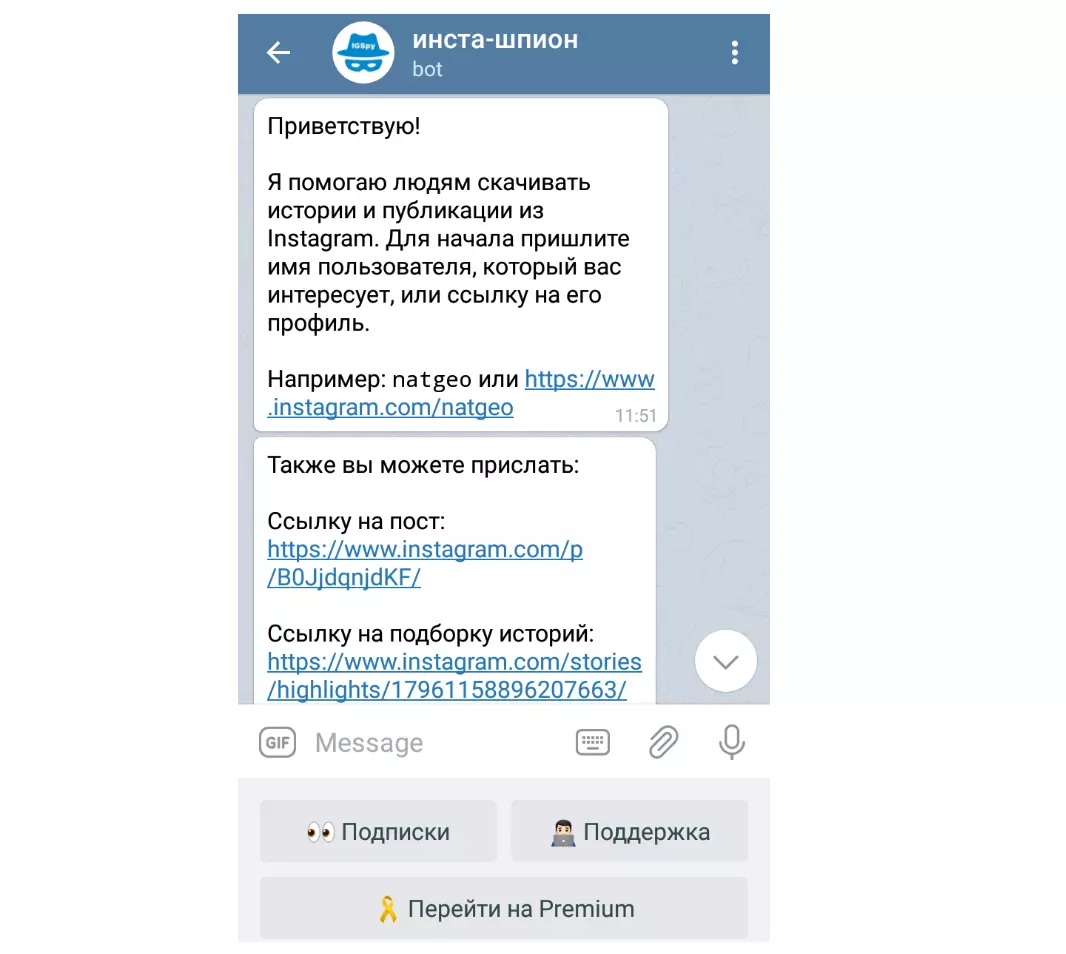 IGSpy
инста-шпион
bot
Приветствую!
Я помогаю людям скачивать
истории и публикации из
Instagram. Для начала пришлите
имя пользователя, который вас
интересует, или ссылку на его
профиль.
Например: natgeo или https://www
.instagram.com/natgeo
11:51
Также вы можете прислать:
Ссылку на пост:
https://www.instagram.com/p
/B0JjdqnjdKF/
Ссылку на подборку историй:
https://www.instagram.com/stories
/highlights/17961158896207663/
GIF Message
👀 Подписки
👨🏻‍💻 Поддержка
🎗 Перейти на Premium